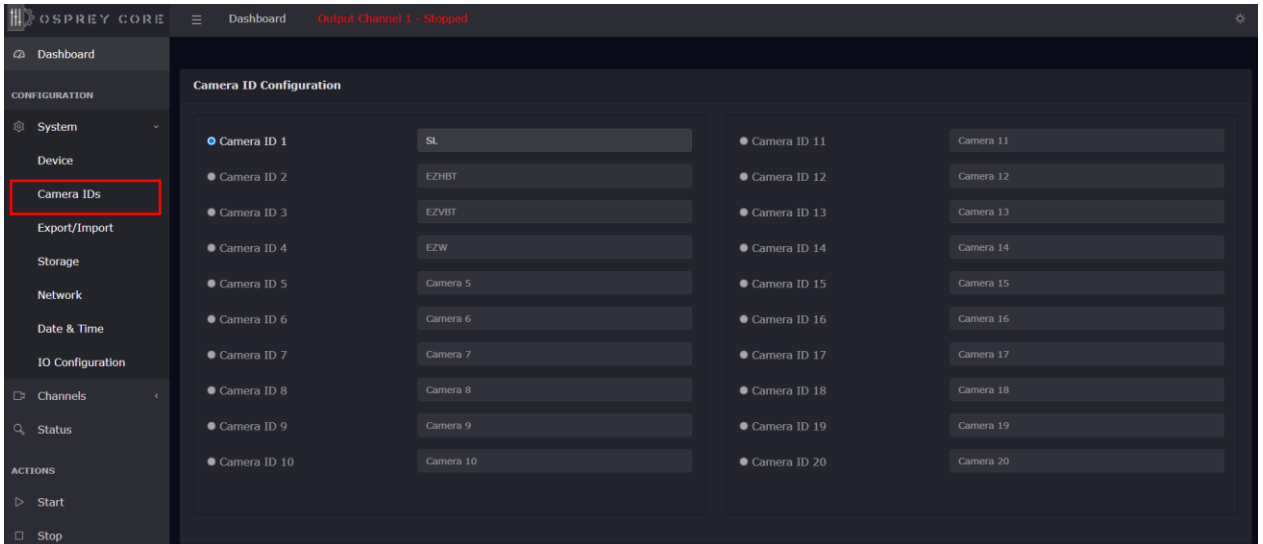 OSPREY CORE
Dashboard
Output Channel 1 - Stopped
Dashboard
CONFIGURATION
System
Device
Camera IDs
Export/Import
Storage
Network
Date & Time
IO Configuration
Channels
Status
ACTIONS
Start
Stop
Camera ID Configuration
Camera ID 1 SL
Camera ID 2 EZHBT
Camera ID 3 EZVBT
Camera ID 4 EZW
Camera ID 5 Camera 5
Camera ID 6 Camera 6
Camera ID 7 Camera 7
Camera ID 8 Camera 8
Camera ID 9 Camera 9
Camera ID 10 Camera 10
Camera ID 11 Camera 11
Camera ID 12 Camera 12
Camera ID 13 Camera 13
Camera ID 14 Camera 14
Camera ID 15 Camera 15
Camera ID 16 Camera 16
Camera ID 17 Camera 17
Camera ID 18 Camera 18
Camera ID 19 Camera 19
Camera ID 20 Camera 20